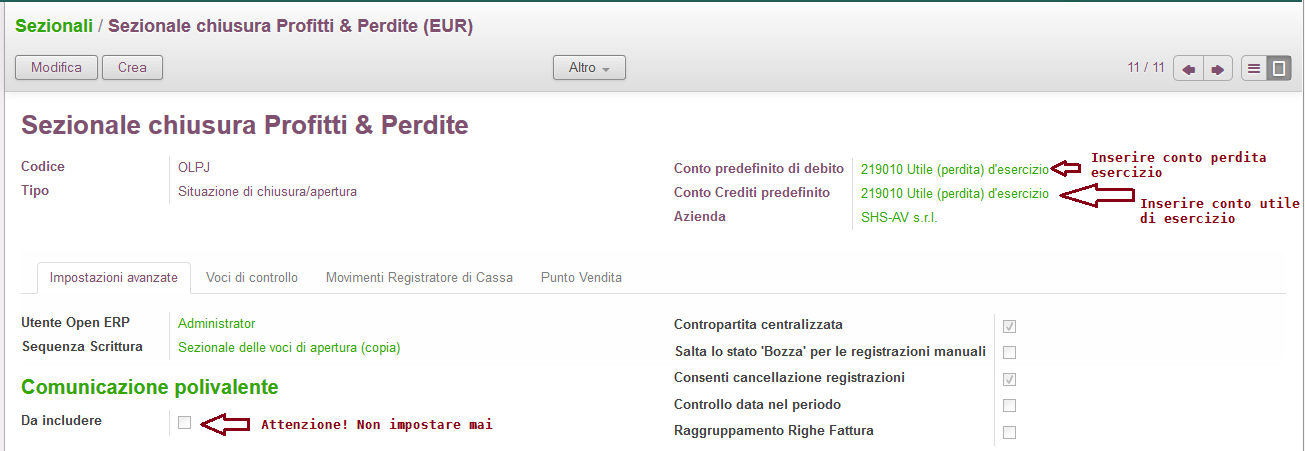 Sezionali / Sezionale chiusura Profitti & Perdite (EUR)
Modifica Crea Altro 11 / 11
Sezionale chiusura Profitti & Perdite
Codice OLPJ
Tipo Situazione di chiusura/apertura
Conto predefinito di debito 219010 Utile (perdita) d'esercizio
Inserire conto perdita
esercizio
Conto Crediti predefinito 219010 Utile (perdita) d'esercizio
Inserire conto utile
di esercizio
Azienda SHS-AV s.r.l.
Impostazioni avanzate Voci di controllo Movimenti Registratore di Cassa Punto Vendita
Utente Open ERP Administrator
Sequenza Scrittura Sezionale delle voci di apertura (copia)
Comunicazione polivalente
Da includere Attenzione! Non impostare mai
Contropartita centralizzata
Salta lo stato 'Bozza' per le registrazioni manuali
Consenti cancellazione registrazioni
Controllo data nel periodo
Raggruppamento Righe Fattura